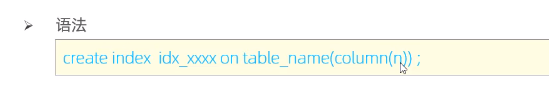 语法
create index idx_xxxx on table_name(column(n)) ;